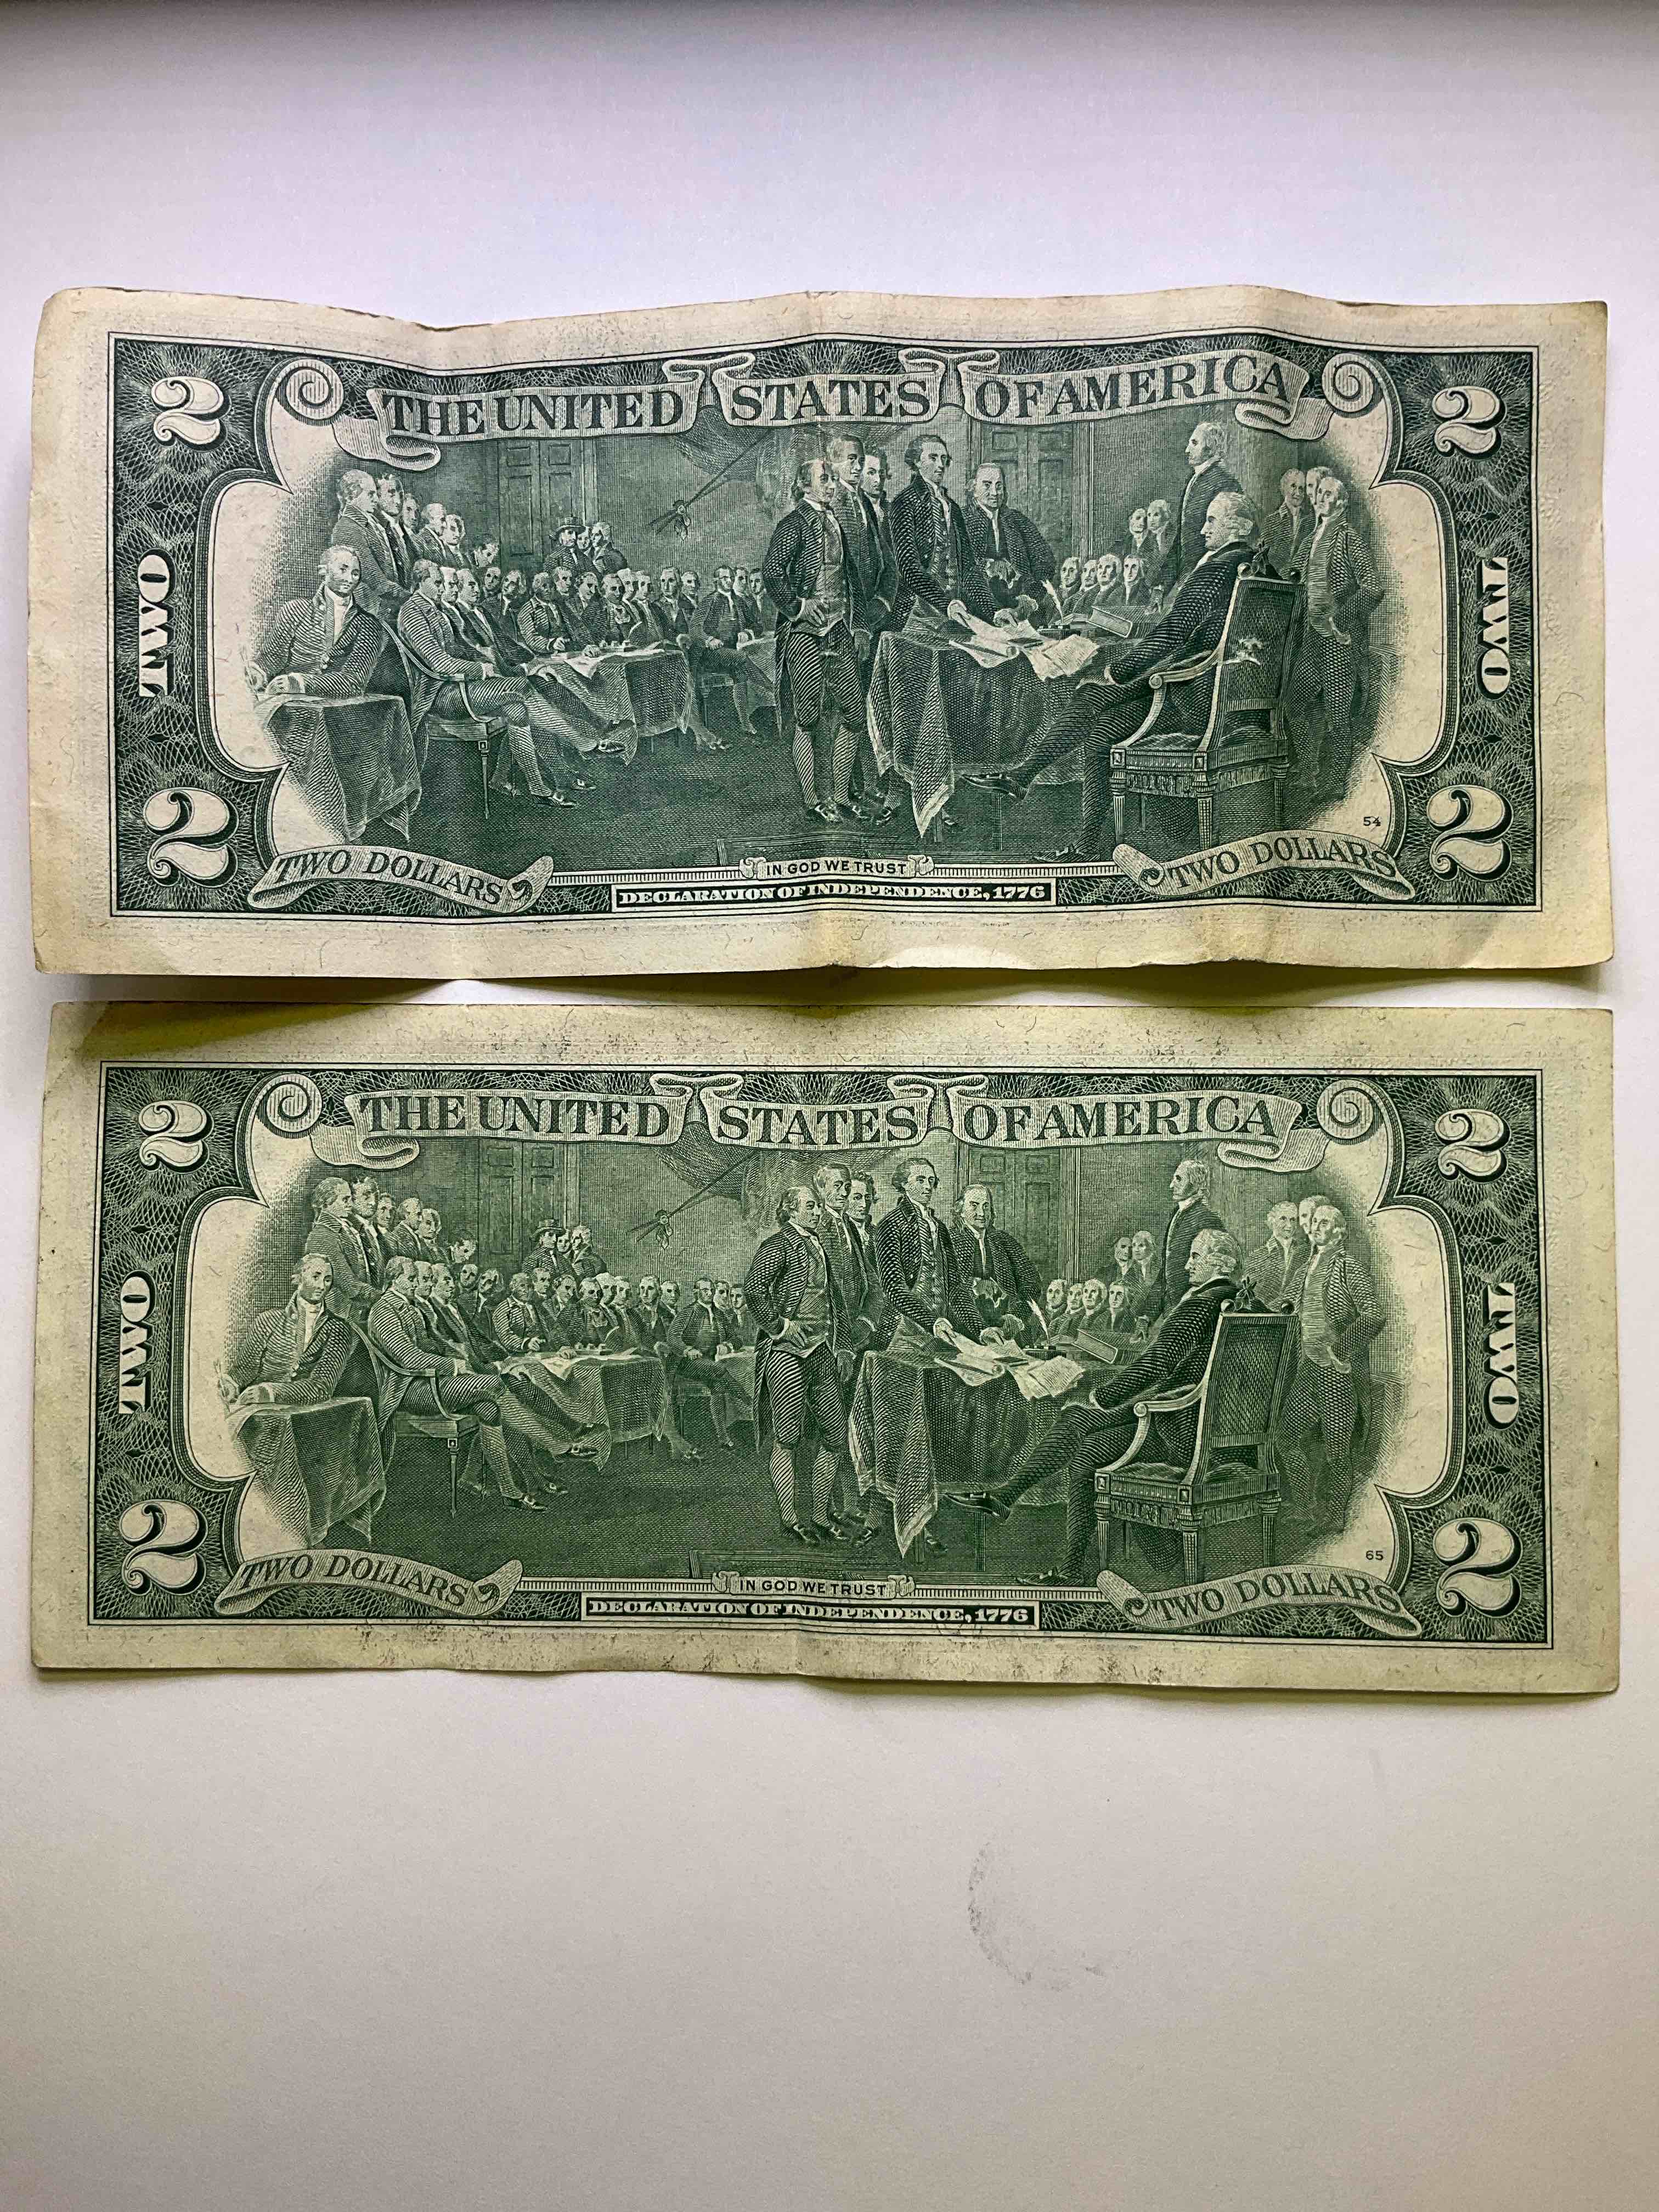 THE UNITED STATES OF AMERICA
2 2
TWO TWO
54
2 2
TWO DOLLARS IN GOD WE TRUST TWO DOLLARS
DECLARATION OF INDEPENDENCE, 1776
THE UNITED STATES OF AMERICA
2 2
TWO TWO
65
2 2
TWO DOLLARS IN GOD WE TRUST TWO DOLLARS
DECLARATION OF INDEPENDENCE, 1776